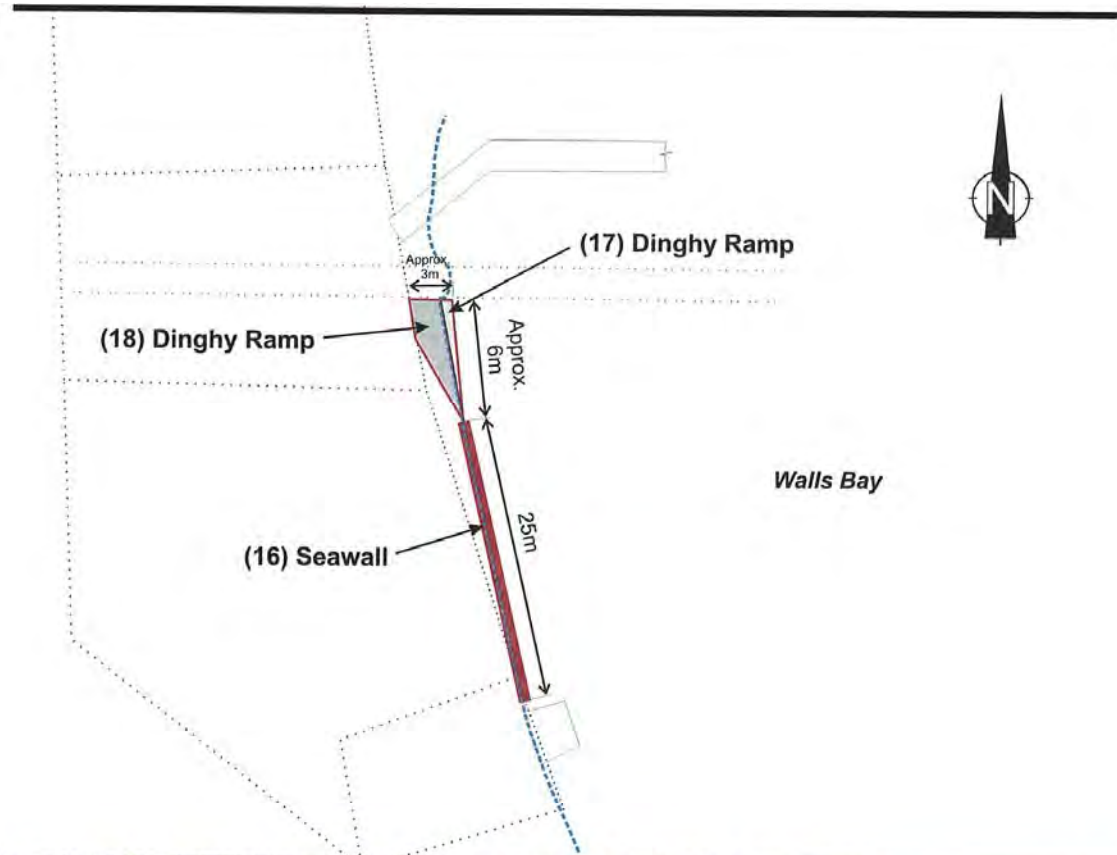 N
(17) Dinghy Ramp
Approx.
3m
(18) Dinghy Ramp
Approx.
6m
Walls Bay
25m
(16) Seawall